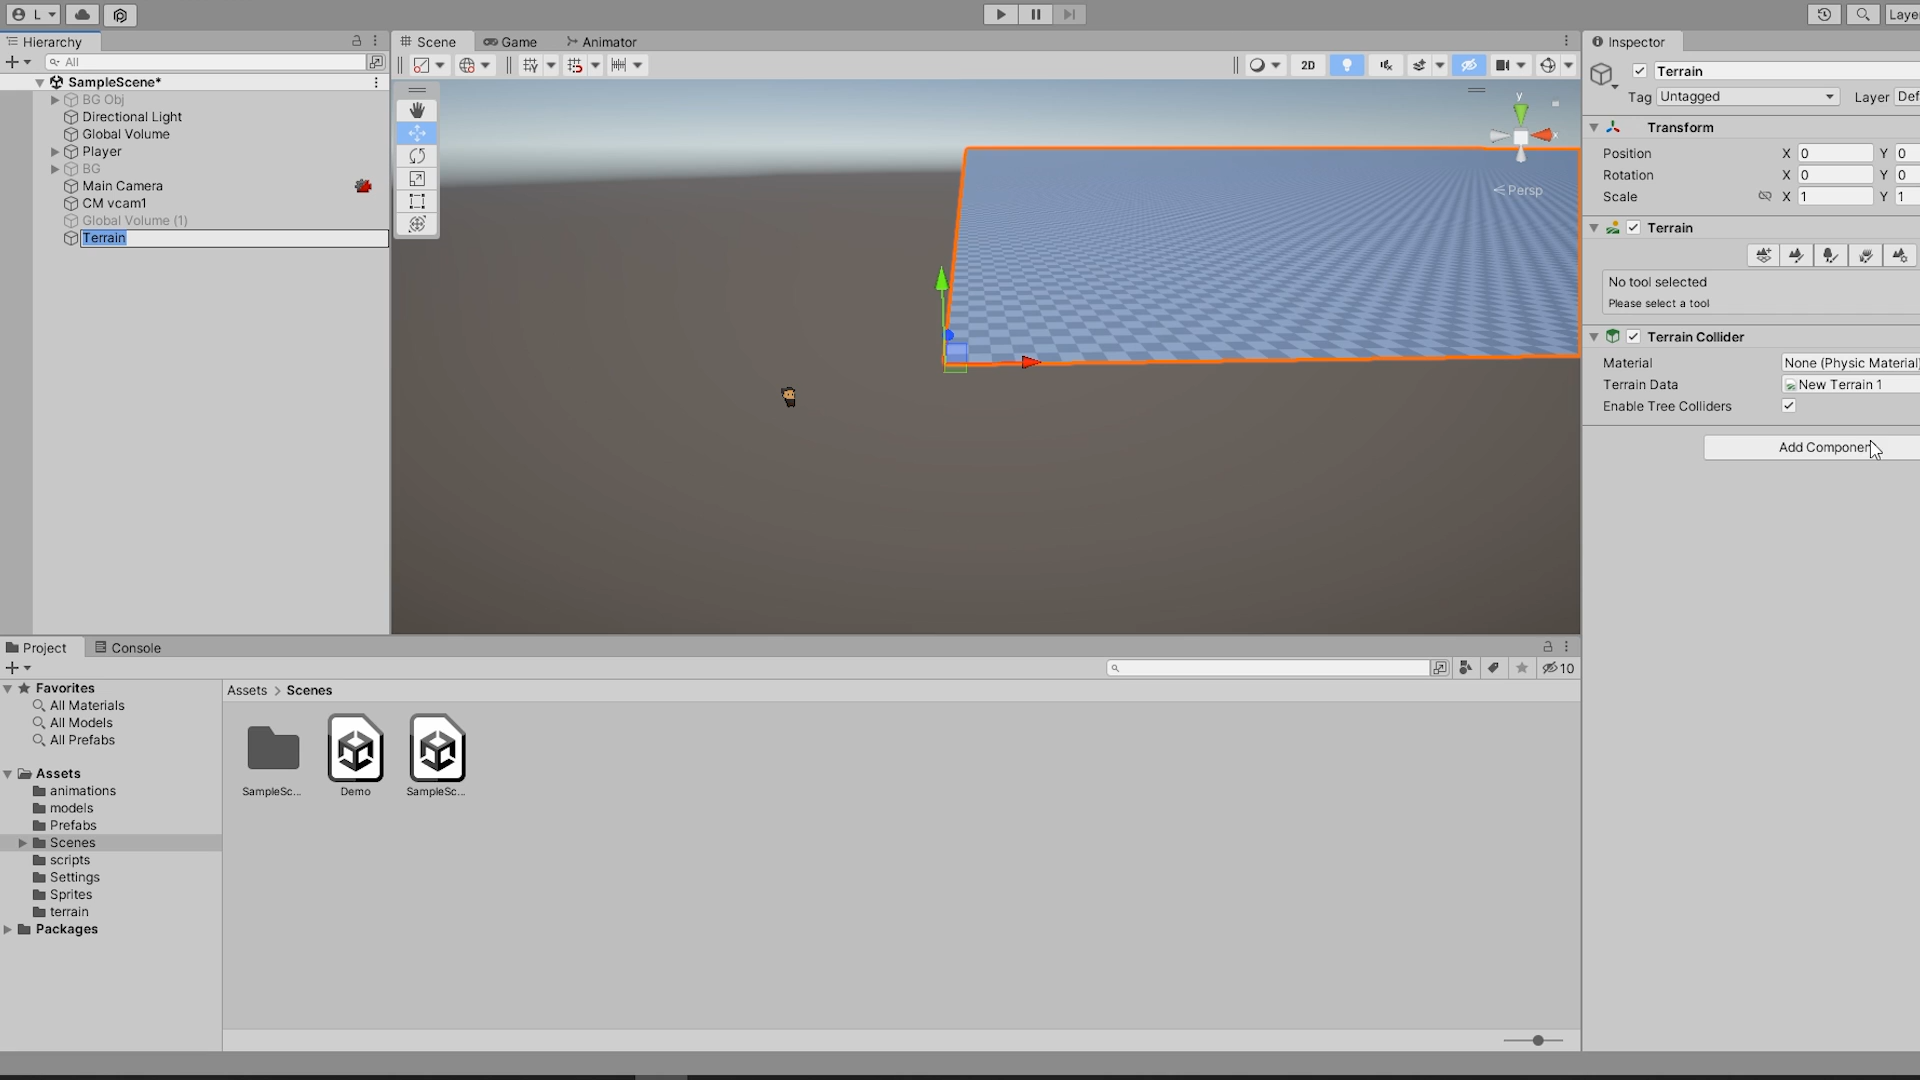 L
Layer
Hierarchy
All
SampleScene*
BG Obj
Directional Light
Global Volume
Player
BG
Main Camera
CM vcam1
Global Volume (1)
Terrain
Scene
Game
Animator
2D
y
x
Persp
Inspector
Terrain
Tag Untagged
Layer Def
Transform
Position X 0 Y 0
Rotation X 0 Y 0
Scale X 1 Y 1
Terrain
No tool selected
Please select a tool
Terrain Collider
Material None (Physic Material)
Terrain Data New Terrain 1
Enable Tree Colliders
Add Component
Project
Console
10
Favorites
All Materials
All Models
All Prefabs
Assets
animations
models
Prefabs
Scenes
scripts
Settings
Sprites
terrain
Packages
Assets > Scenes
SampleSc...
Demo
SampleSc...